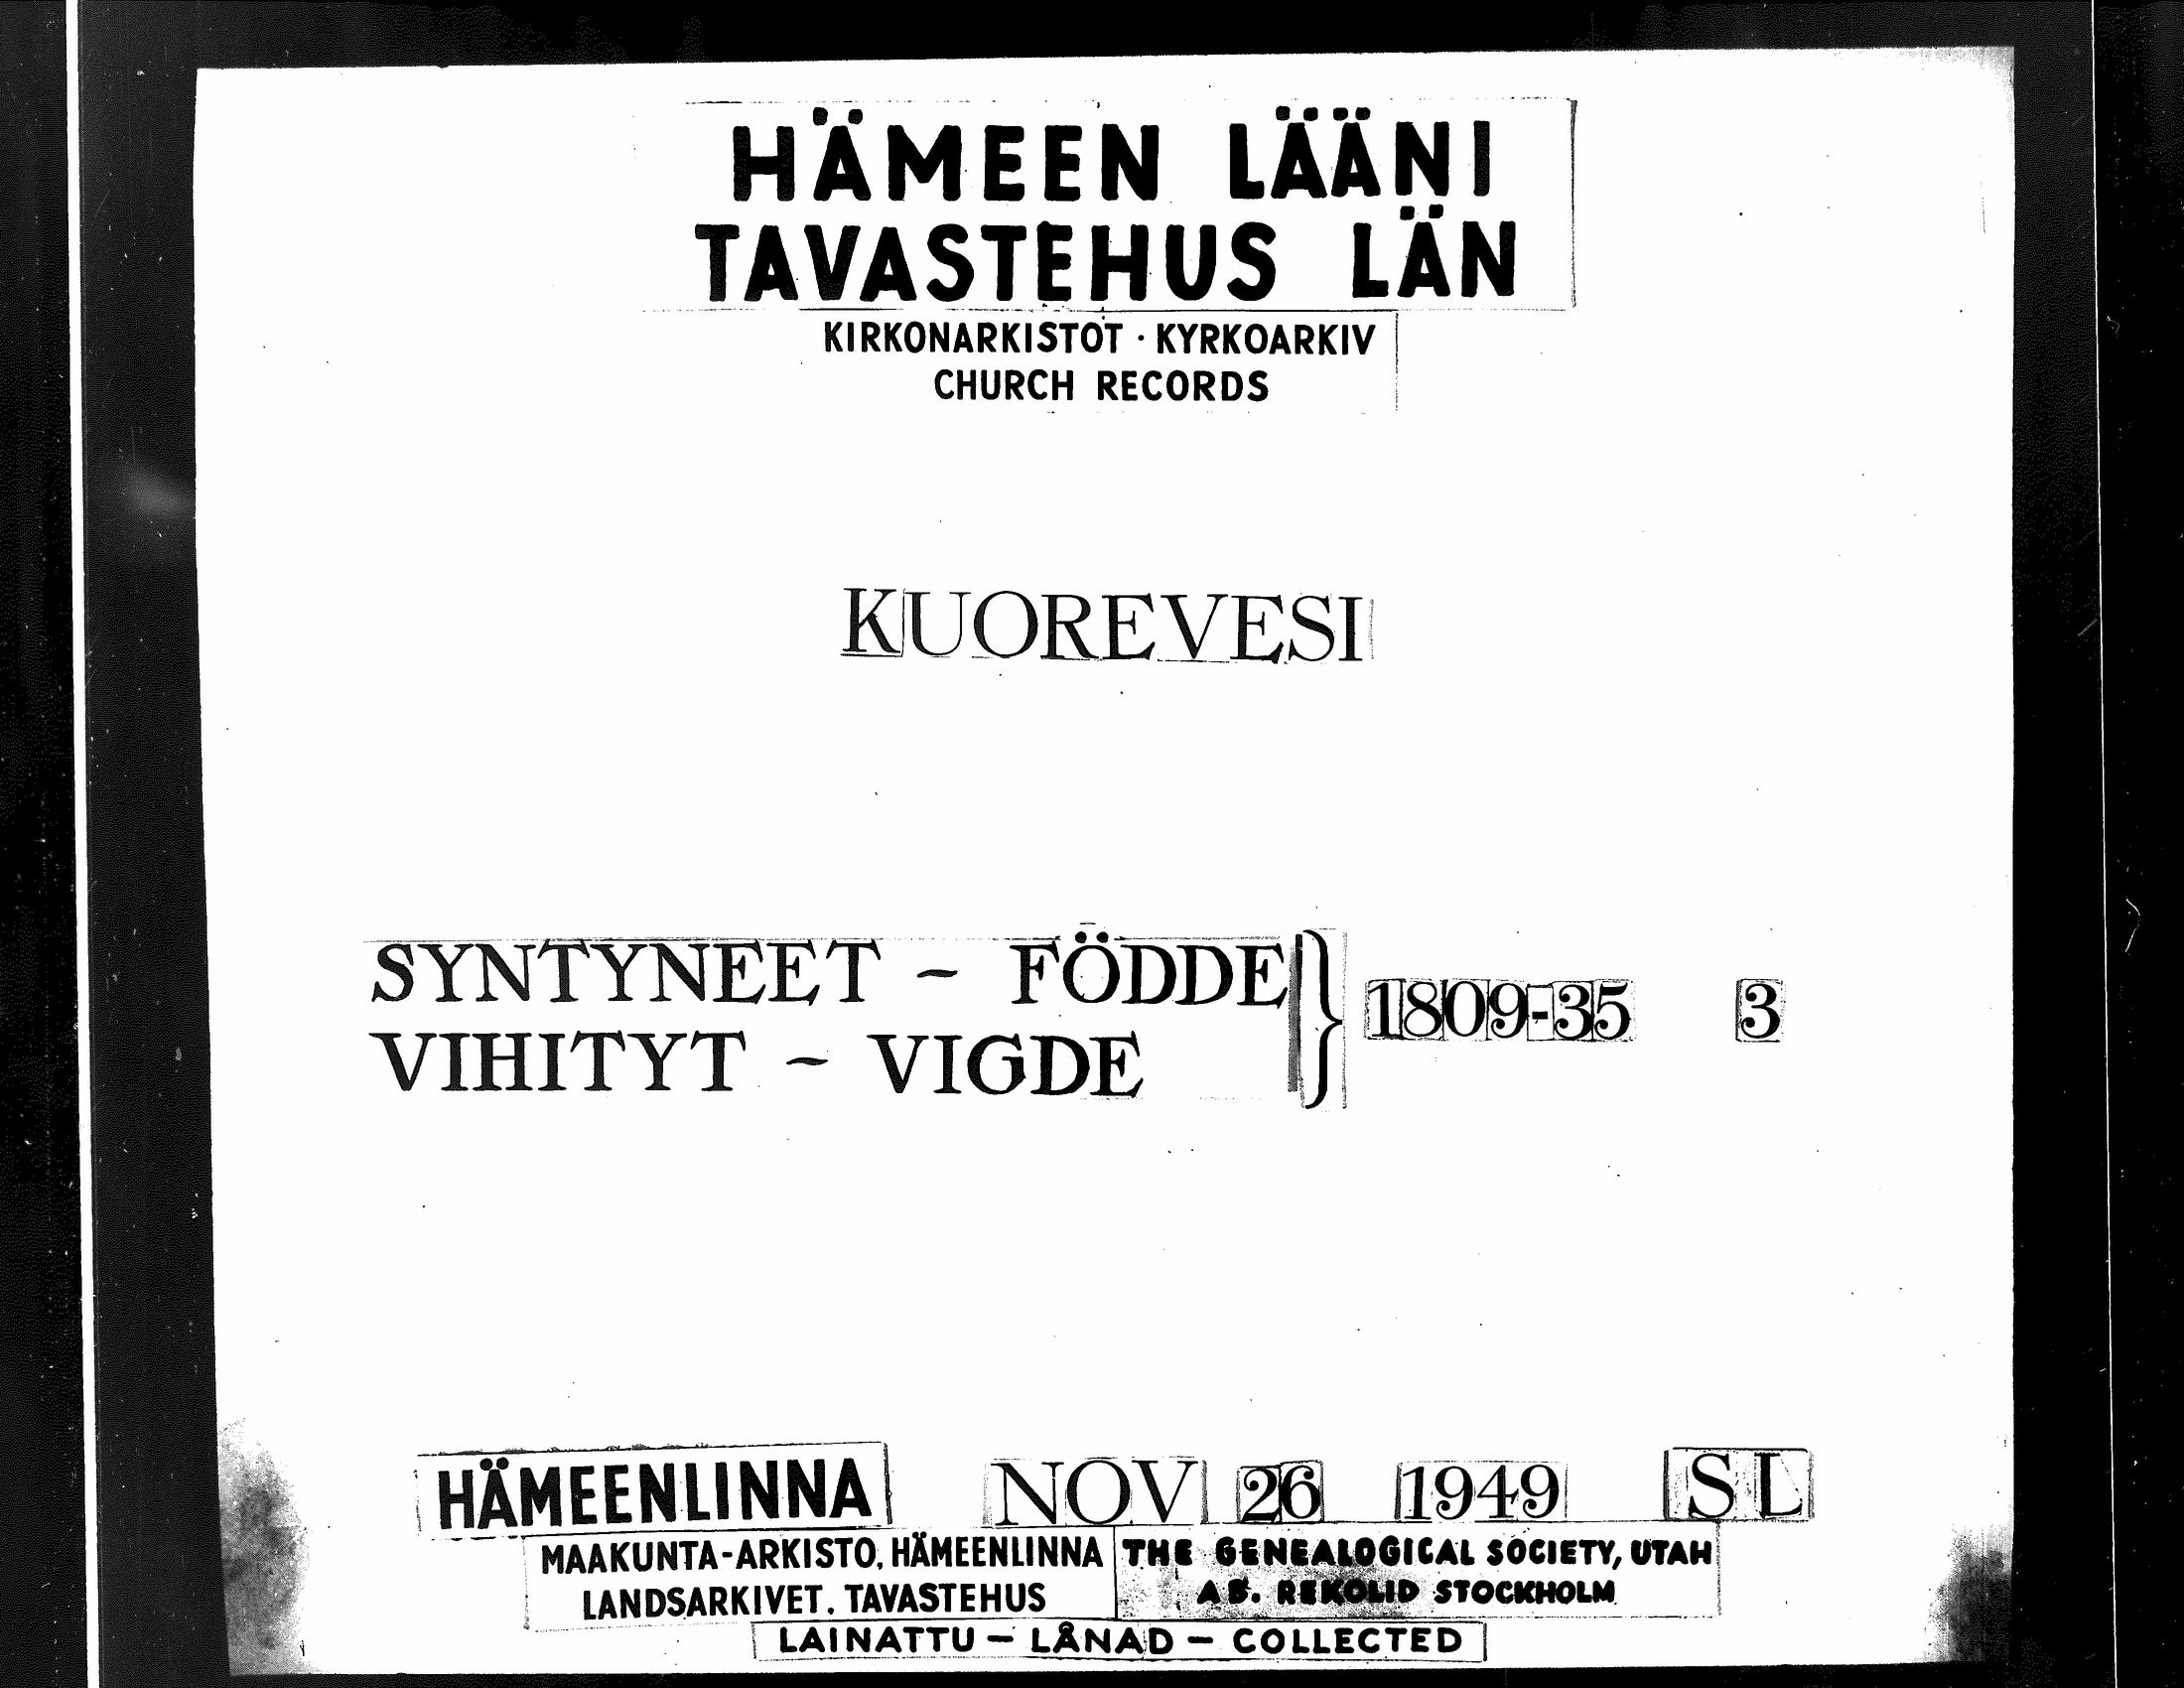 HÄMEEN LÄÄNI
TAVASTEHUS LÄN
KIRKONARKISTOT · KYRKOARKIV
CHURCH RECORDS
KUOREVESI
SYNTYNEET - FÖDDE } 1809-35 3
VIHITYT - VIGDE
HÄMEENLINNA NOV 26 1949 SL
MAAKUNTA-ARKISTO, HÄMEENLINNA
LANDSARKIVET, TAVASTEHUS
THE GENEALOGICAL SOCIETY, UTAH
AB. REKOLID STOCKHOLM
LAINATTU - LÅNAD - COLLECTED